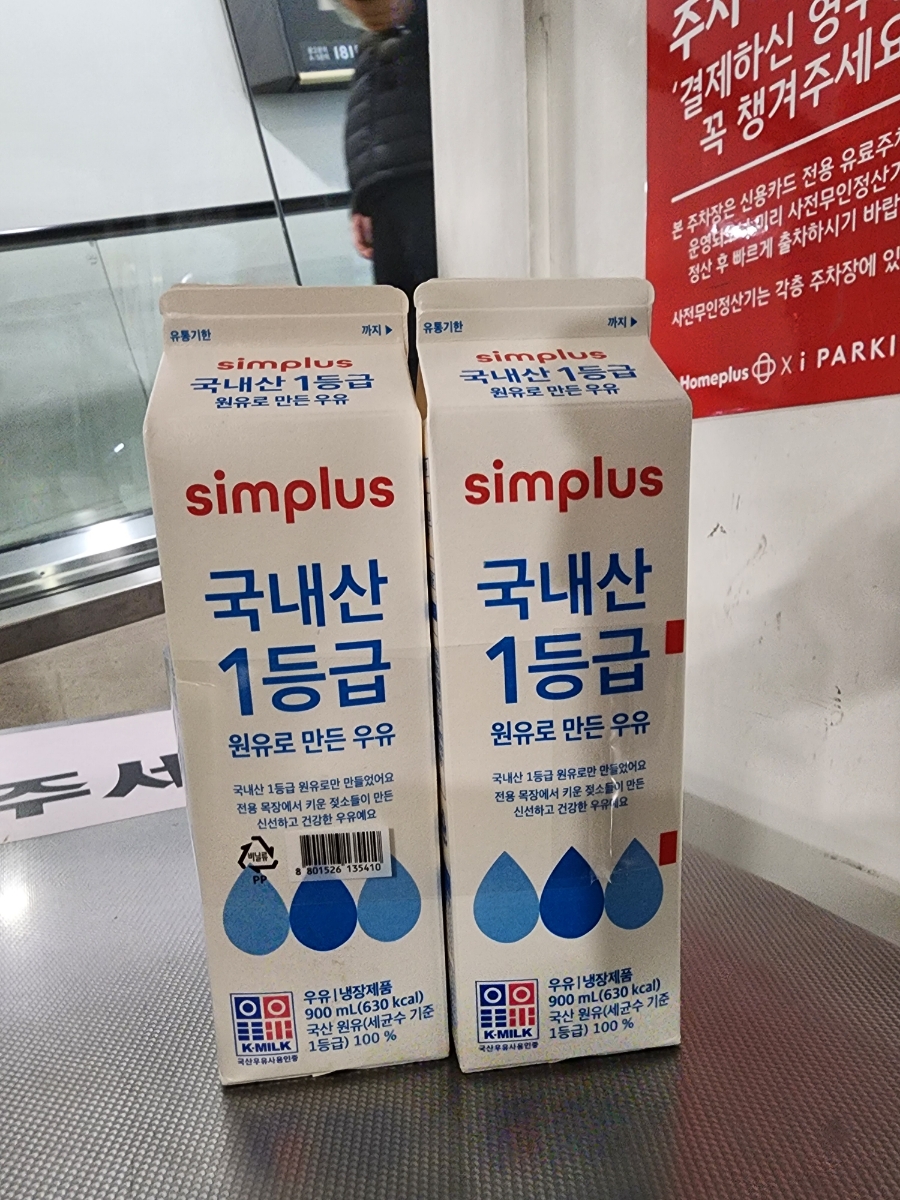 181
주차
'결제하신 영수
꼭 챙겨주세요
본 주차장은 신용카드 전용 유료주차
정산 후 빠르게 출차하시기 바랍
사전무인정산기는 각층 주차장에 있
Homeplus X i PARKI
주세
유통기한 까지
simplus
국내산 1등급
원유로 만든 우유
simplus
국내산
1등급
원유로 만든 우유
국내산 1등급 원유로만 만들었어요
전용 목장에서 키운 젖소들이 만든
신선하고 건강한 우유예요
비닐류
PP
8 801526 135410
K-MILK
국산우유사용인증
우유 | 냉장제품
900 mL(630 kcal)
국산 원유(세균수 기준
1등급) 100 %
유통기한 까지
simplus
국내산 1등급
원유로 만든 우유
simplus
국내산
1등급
원유로 만든 우유
국내산 1등급 원유로만 만들었어요
전용 목장에서 키운 젖소들이 만든
신선하고 건강한 우유예요
K-MILK
국산우유사용인증
우유 | 냉장제품
900 mL(630 kcal)
국산 원유(세균수 기준
1등급) 100 %